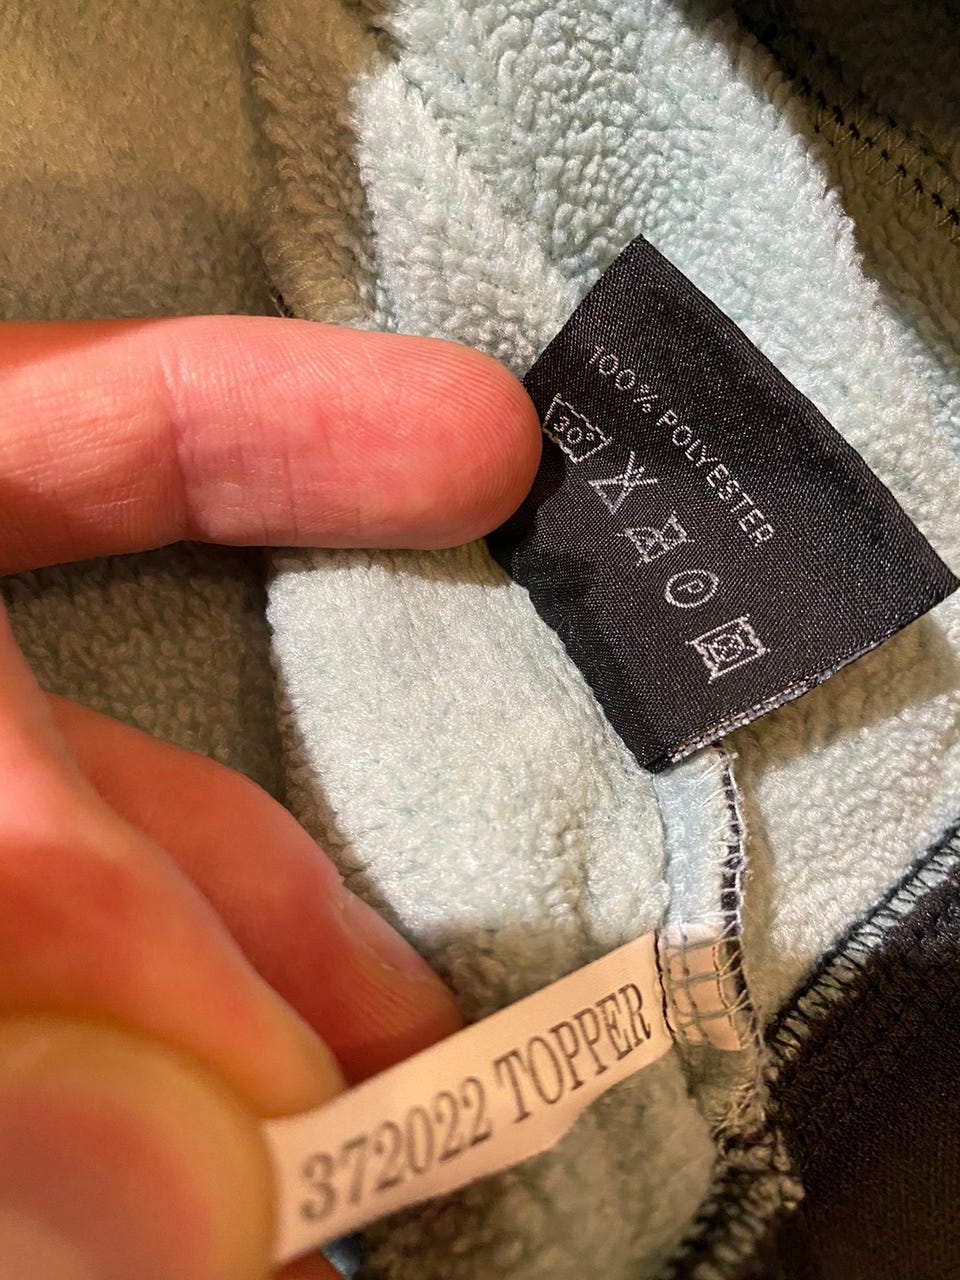 100% POLYESTER
30°
P
372022 TOPPER